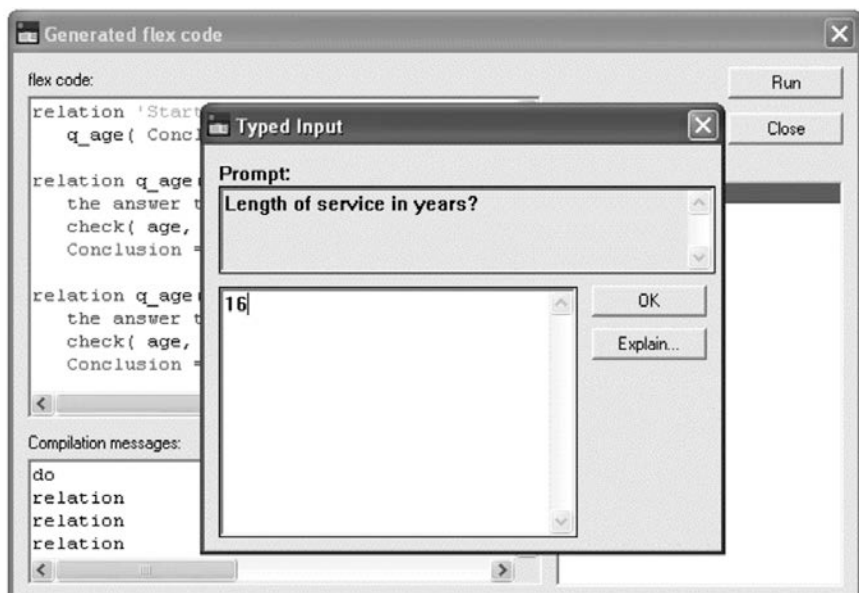 Generated flex code
flex code:
Run
Close
relation 'Start
q_age( Concl
relation q_age(
the answer t
check( age,
Conclusion =
relation q_age(
the answer t
check( age,
Conclusion =
Compilation messages:
do
relation
relation
relation
Typed Input
Prompt:
Length of service in years?
16
OK
Explain...